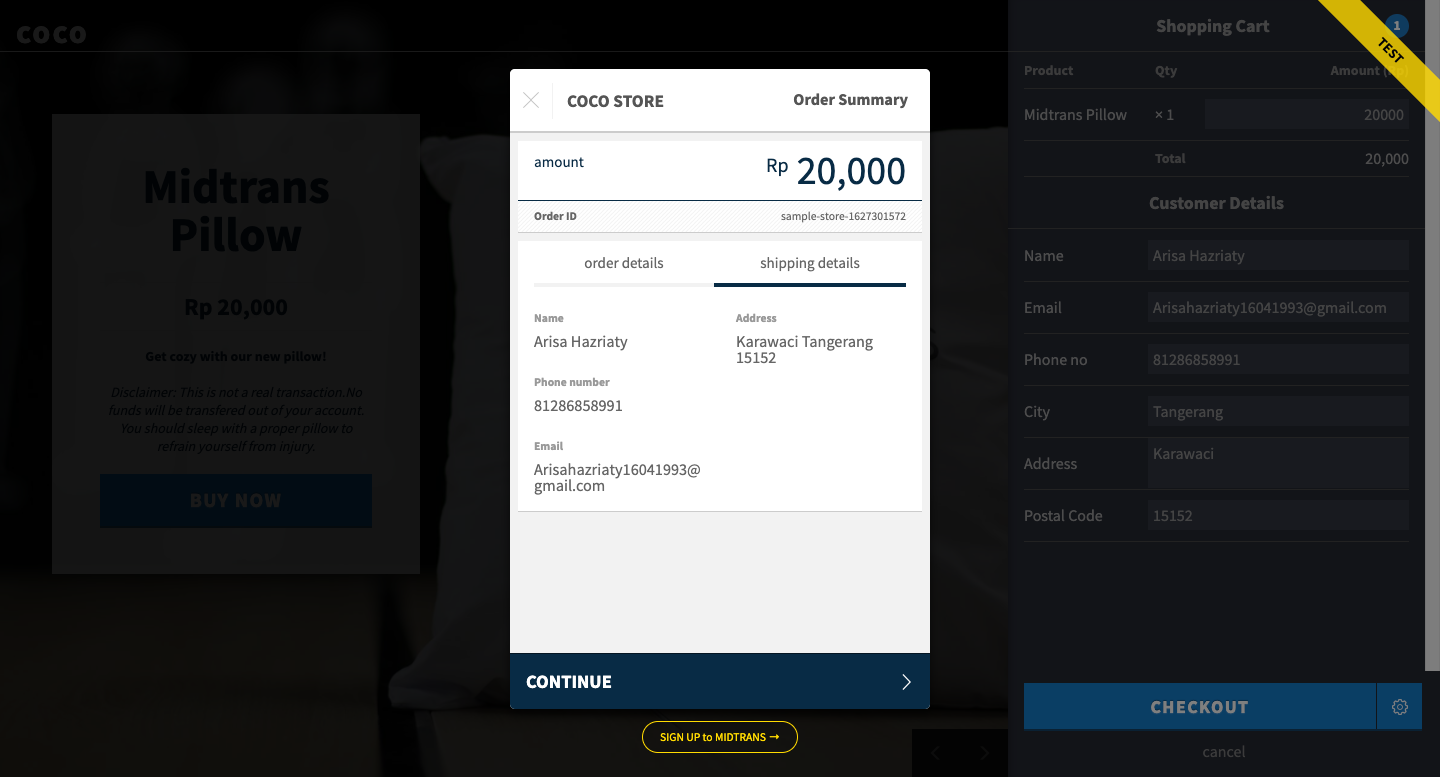 COCO
Midtrans
Pillow
Rp 20,000
Get cozy with our new pillow!
Disclaimer: This is not a real transaction.No
funds will be transfered out of your account.
You should sleep with a proper pillow to
refrain yourself from injury.
BUY NOW
COCO STORE
Order Summary
amount
Rp 20,000
Order ID
sample-store-1627301572
order details
shipping details
Name
Arisa Hazriaty
Address
Karawaci Tangerang
15152
Phone number
81286858991
Email
Arisahazriaty16041993@
gmail.com
CONTINUE
SIGN UP to MIDTRANS →
Shopping Cart
1
TEST
Product Qty Amount (Rp)
Midtrans Pillow × 1 20000
Total 20,000
Customer Details
Name Arisa Hazriaty
Email Arisahazriaty16041993@gmail.com
Phone no 81286858991
City Tangerang
Address Karawaci
Postal Code 15152
CHECKOUT
cancel